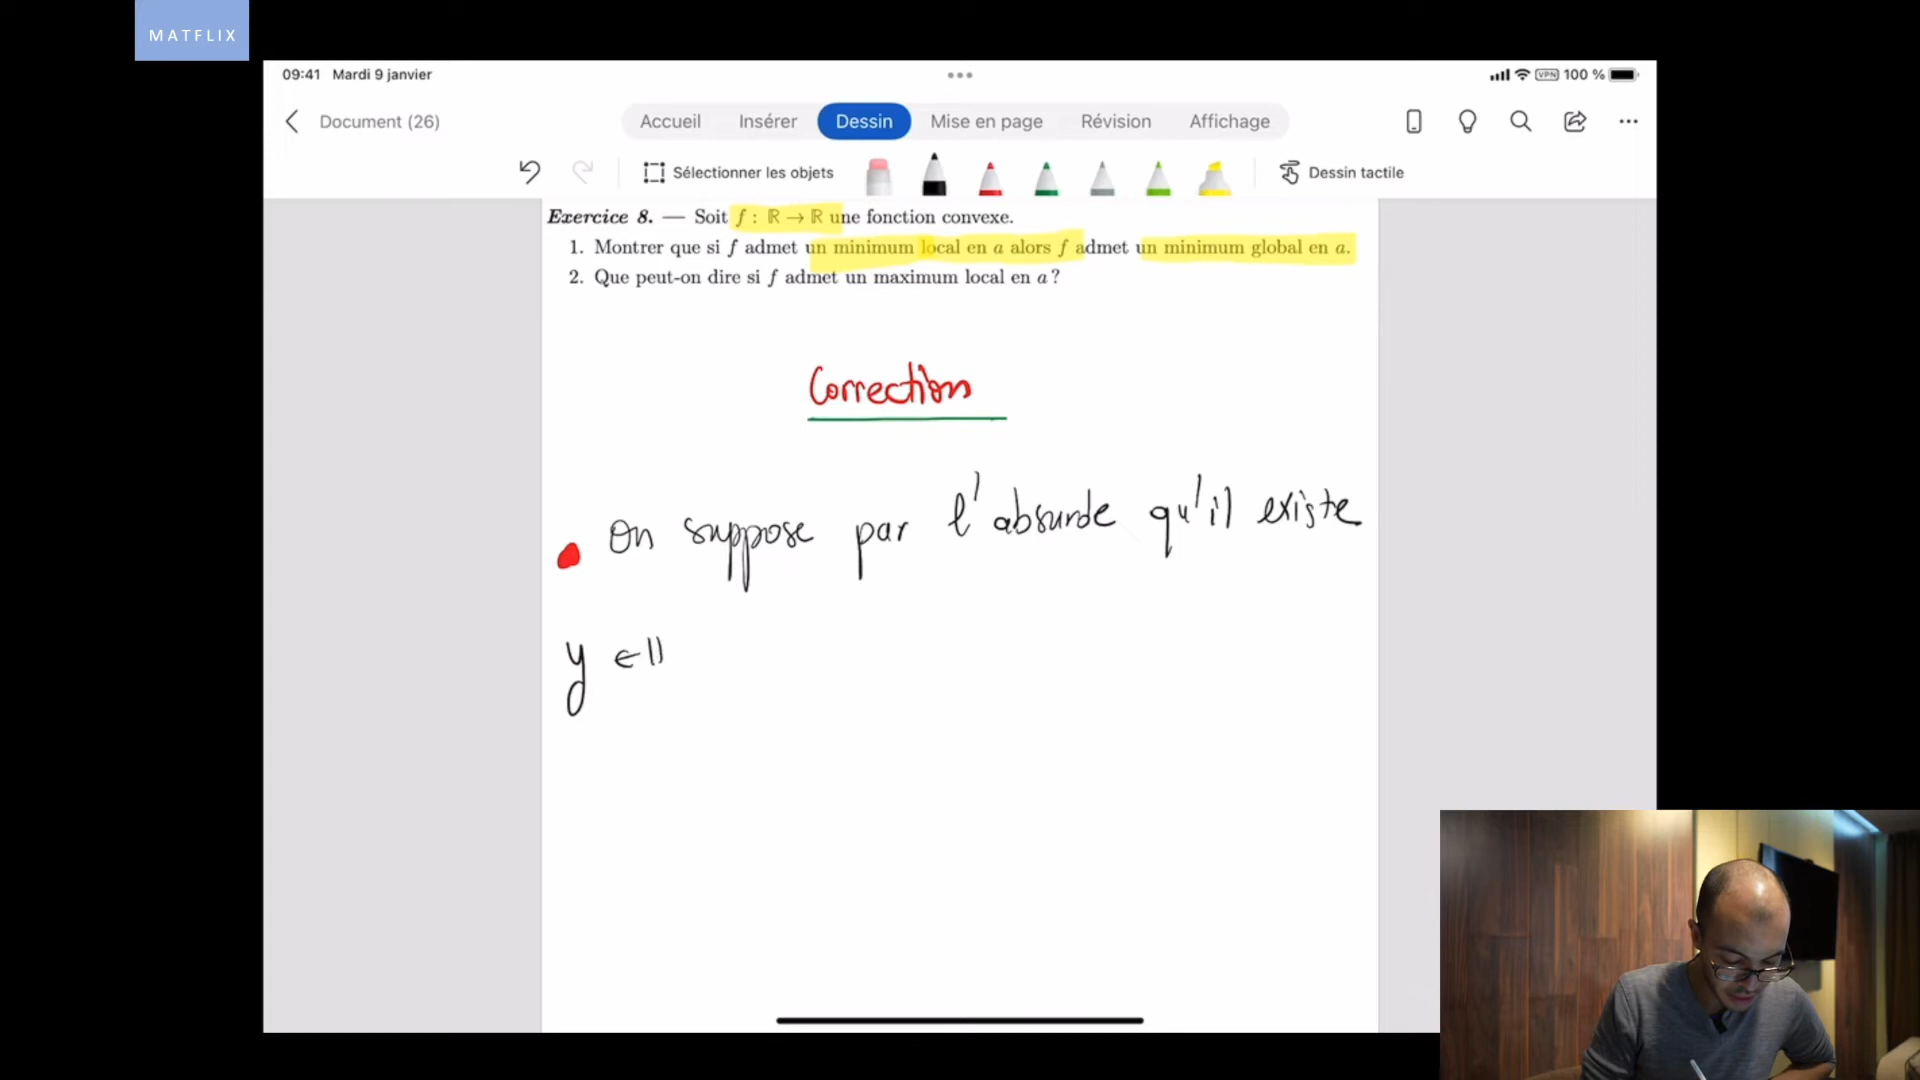 MATFLIX
09:41 Mardi 9 janvier
VPN 100 %
Document (26)
Accueil Insérer Dessin Mise en page Révision Affichage
Sélectionner les objets
Dessin tactile
Exercice 8. — Soit f : ℝ → ℝ une fonction convexe.
1. Montrer que si f admet un minimum local en a alors f admet un minimum global en a.
2. Que peut-on dire si f admet un maximum local en a ?
Correction
On suppose par l'absurde qu'il existe
y ∈